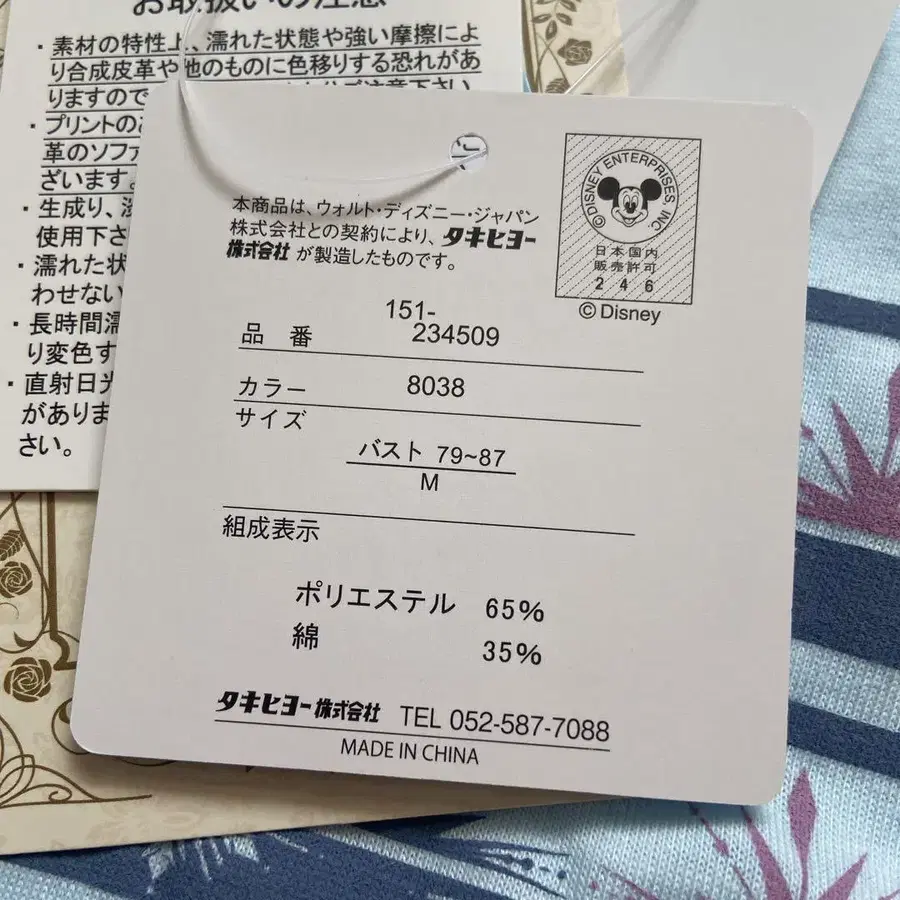 お取扱いの注意
・素材の特性上、濡れた状態や強い摩擦によ
り合成皮革や他のものに色移りする恐れがあ
りますので
・プリントの
革のソファ
ざいます。
・生成り、
使用下さ
・濡れた状
わせない
・長時間濡
り変色す
・直射日光
がありま
さい。
本商品は、ウォルト・ディズニー・ジャパン
株式会社との契約により、タキヒヨー
株式会社が製造したものです。
©DISNEY ENTERPRISES, INC
日本国内
販売許可
246
©Disney
151-
品番 234509
カラー 8038
サイズ
バスト 79~87
M
組成表示
ポリエステル 65%
綿 35%
タキヒヨー株式会社 TEL 052-587-7088
MADE IN CHINA